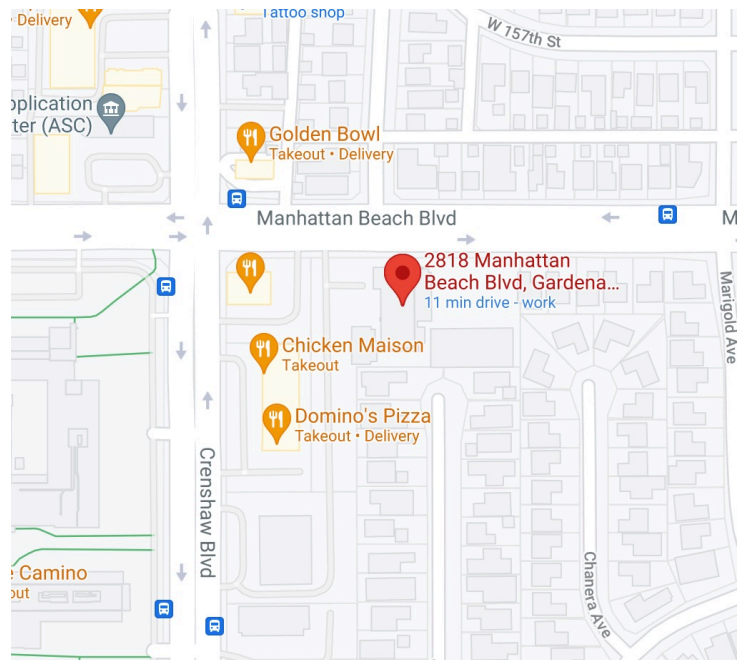 Delivery
Tattoo shop
W 157th St
pplication
ter (ASC)
Golden Bowl
Takeout • Delivery
Manhattan Beach Blvd
M
2818 Manhattan
Beach Blvd, Gardena...
11 min drive - work
Marigold Ave
Chicken Maison
Takeout
Domino's Pizza
Takeout • Delivery
Crenshaw Blvd
Chanera Ave
e Camino
out